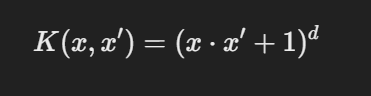 K(x, x′) = (x · x′ + 1)ᵈ